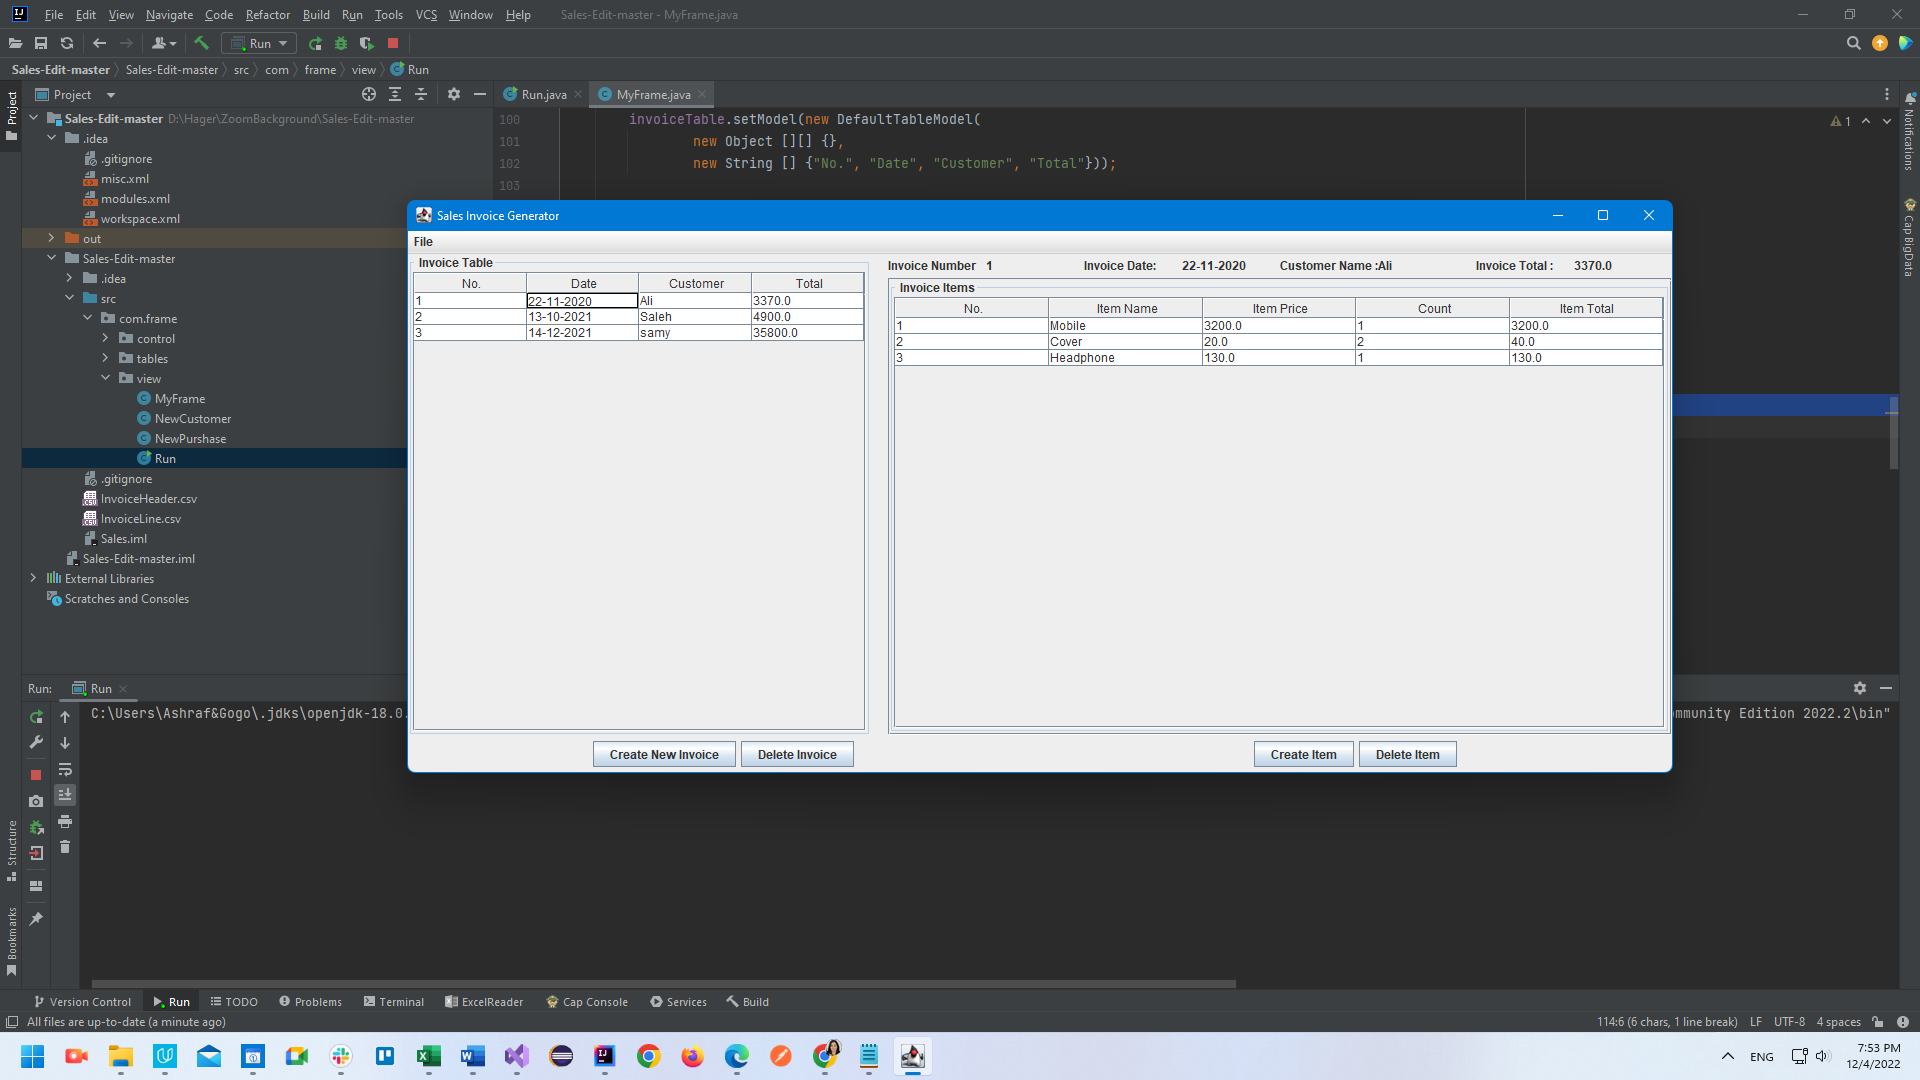 File Edit View Navigate Code Refactor Build Run Tools VCS Window Help Sales-Edit-master - MyFrame.java
Run
Sales-Edit-master Sales-Edit-master src com frame view Run
Project
Project
Run.java MyFrame.java
Sales-Edit-master D:\Hager\ZoomBackground\Sales-Edit-master
.idea
.gitignore
misc.xml
modules.xml
workspace.xml
out
Sales-Edit-master
.idea
src
com.frame
control
tables
view
MyFrame
NewCustomer
NewPurshase
Run
.gitignore
InvoiceHeader.csv
InvoiceLine.csv
Sales.iml
Sales-Edit-master.iml
External Libraries
Scratches and Consoles
100 invoiceTable.setModel(new DefaultTableModel(
101 new Object [][] {},
102 new String [] {"No.", "Date", "Customer", "Total"}));
103
1
Notifications
Cap BigData
Sales Invoice Generator
File
Invoice Table
No. Date Customer Total
1 22-11-2020 Ali 3370.0
2 13-10-2021 Saleh 4900.0
3 14-12-2021 samy 35800.0
Create New Invoice Delete Invoice
Invoice Number 1 Invoice Date: 22-11-2020 Customer Name :Ali Invoice Total : 3370.0
Invoice Items
No. Item Name Item Price Count Item Total
1 Mobile 3200.0 1 3200.0
2 Cover 20.0 2 40.0
3 Headphone 130.0 1 130.0
Create Item Delete Item
Run: Run
C:\Users\Ashraf&Gogo\.jdks\openjdk-18.0. mmunity Edition 2022.2\bin"
Structure
Bookmarks
Version Control Run TODO Problems Terminal ExcelReader Cap Console Services Build
All files are up-to-date (a minute ago) 114:6 (6 chars, 1 line break) LF UTF-8 4 spaces
ENG
7:53 PM
12/4/2022